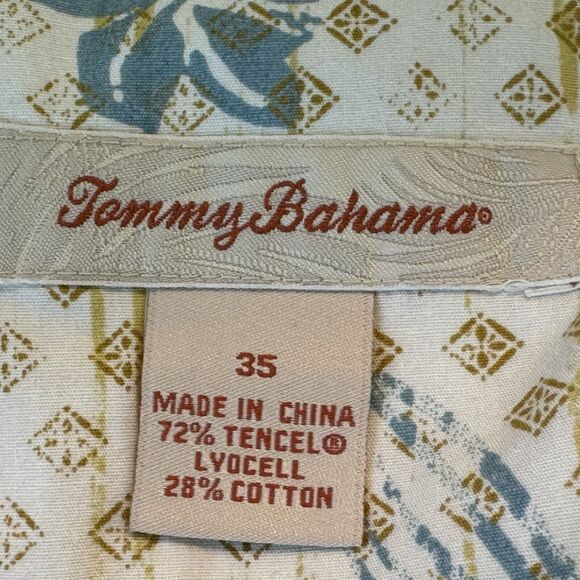 Tommy Bahama®
35
MADE IN CHINA
72% TENCEL®
LYOCELL
28% COTTON